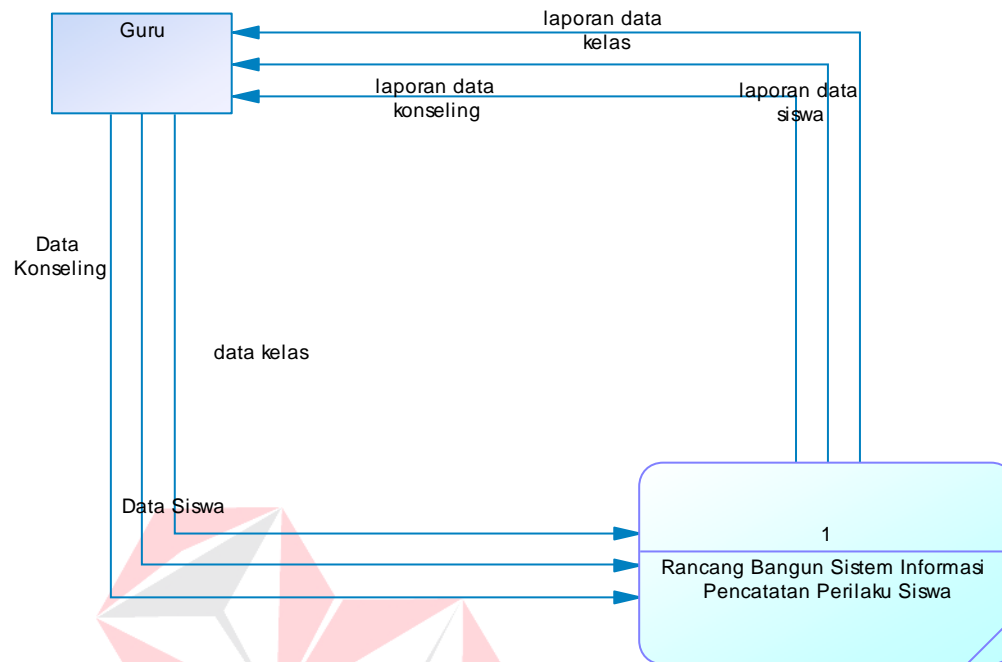 Guru
laporan data
kelas
laporan data
konseling
laporan data
siswa
Data
Konseling
data kelas
Data Siswa
1
Rancang Bangun Sistem Informasi
Pencatatan Perilaku Siswa